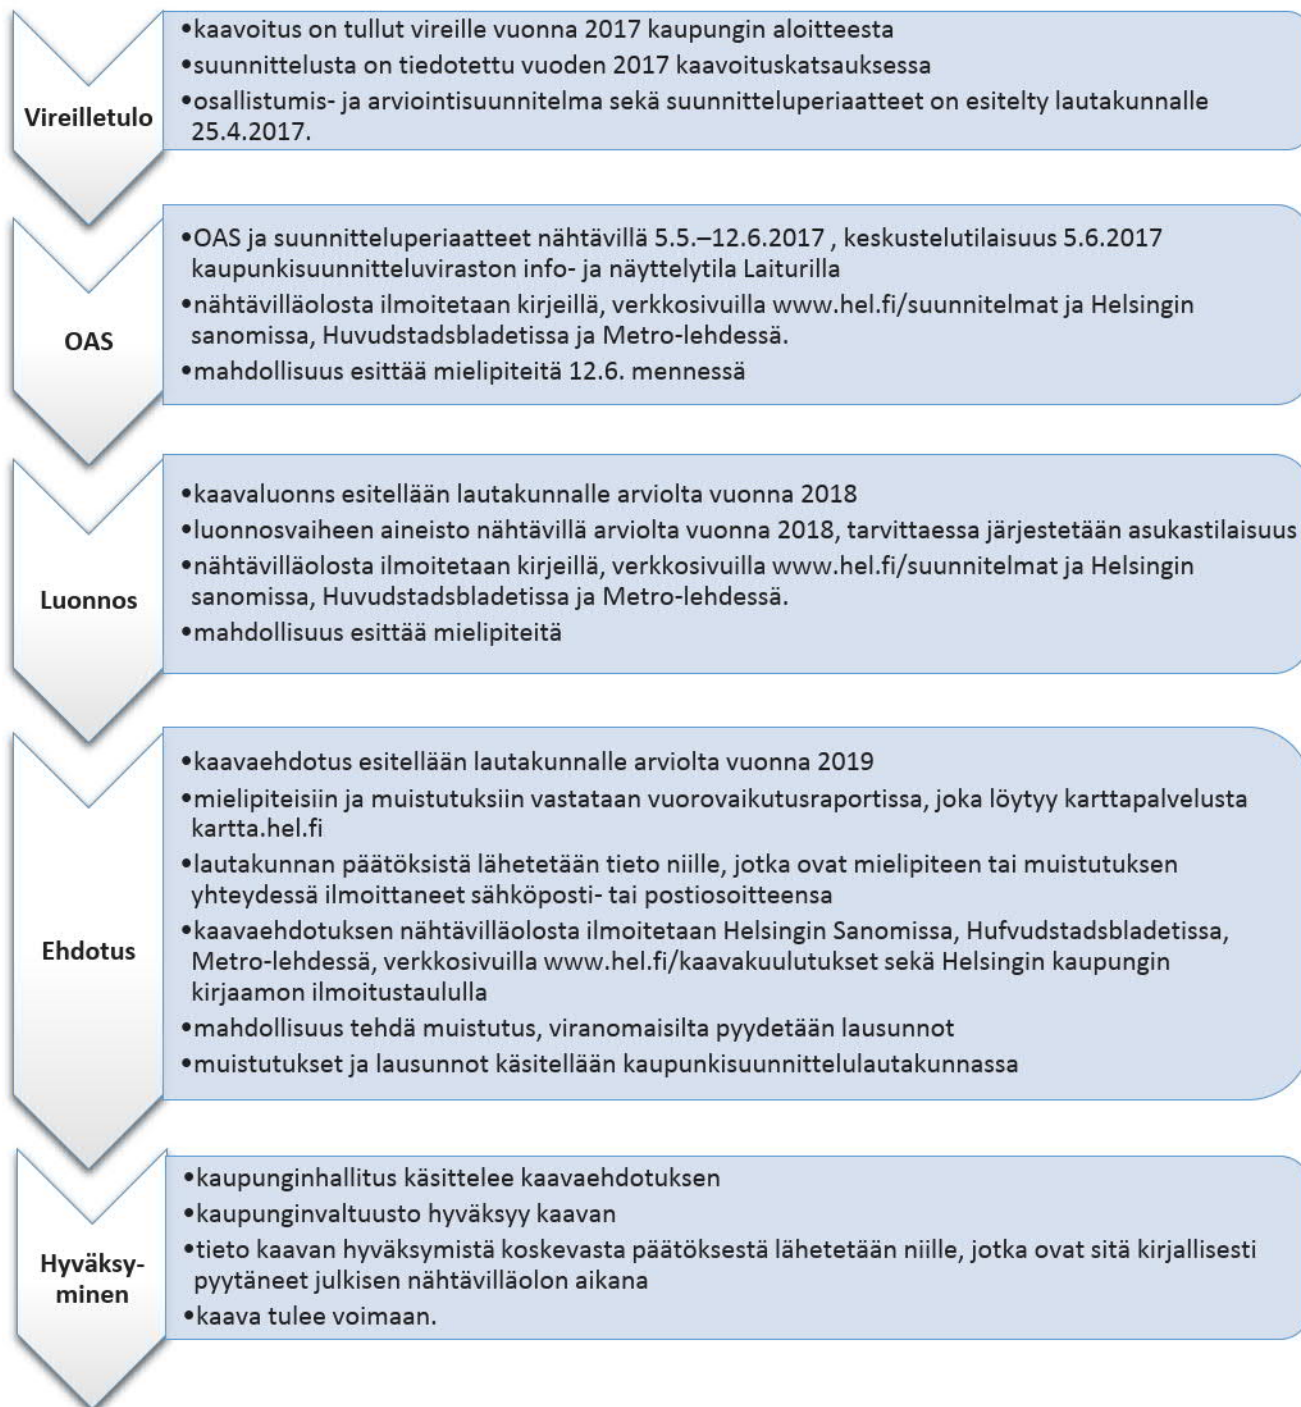 Vireilletulo
•kaavoitus on tullut vireille vuonna 2017 kaupungin aloitteesta
•suunnittelusta on tiedotettu vuoden 2017 kaavoituskatsauksessa
•osallistumis- ja arviointisuunnitelma sekä suunnitteluperiaatteet on esitelty lautakunnalle
25.4.2017.
OAS
•OAS ja suunnitteluperiaatteet nähtävillä 5.5.–12.6.2017 , keskustelutilaisuus 5.6.2017
kaupunkisuunnitteluviraston info- ja näyttelytila Laiturilla
•nähtävilläolosta ilmoitetaan kirjeillä, verkkosivuilla www.hel.fi/suunnitelmat ja Helsingin
sanomissa, Huvudstadsbladetissa ja Metro-lehdessä.
•mahdollisuus esittää mielipiteitä 12.6. mennessä
Luonnos
•kaavaluonns esitellään lautakunnalle arviolta vuonna 2018
•luonnosvaiheen aineisto nähtävillä arviolta vuonna 2018, tarvittaessa järjestetään asukastilaisuus
•nähtävilläolosta ilmoitetaan kirjeillä, verkkosivuilla www.hel.fi/suunnitelmat ja Helsingin
sanomissa, Huvudstadsbladetissa ja Metro-lehdessä.
•mahdollisuus esittää mielipiteitä
Ehdotus
•kaavaehdotus esitellään lautakunnalle arviolta vuonna 2019
•mielipiteisiin ja muistutuksiin vastataan vuorovaikutusraportissa, joka löytyy karttapalvelusta
kartta.hel.fi
•lautakunnan päätöksistä lähetetään tieto niille, jotka ovat mielipiteen tai muistutuksen
yhteydessä ilmoittaneet sähköposti- tai postiosoitteensa
•kaavaehdotuksen nähtävilläolosta ilmoitetaan Helsingin Sanomissa, Hufvudstadsbladetissa,
Metro-lehdessä, verkkosivuilla www.hel.fi/kaavakuulutukset sekä Helsingin kaupungin
kirjaamon ilmoitustaululla
•mahdollisuus tehdä muistutus, viranomaisilta pyydetään lausunnot
•muistutukset ja lausunnot käsitellään kaupunkisuunnittelulautakunnassa
Hyväksy-
minen
•kaupunginhallitus käsittelee kaavaehdotuksen
•kaupunginvaltuusto hyväksyy kaavan
•tieto kaavan hyväksymistä koskevasta päätöksestä lähetetään niille, jotka ovat sitä kirjallisesti
pyytäneet julkisen nähtävilläolon aikana
•kaava tulee voimaan.